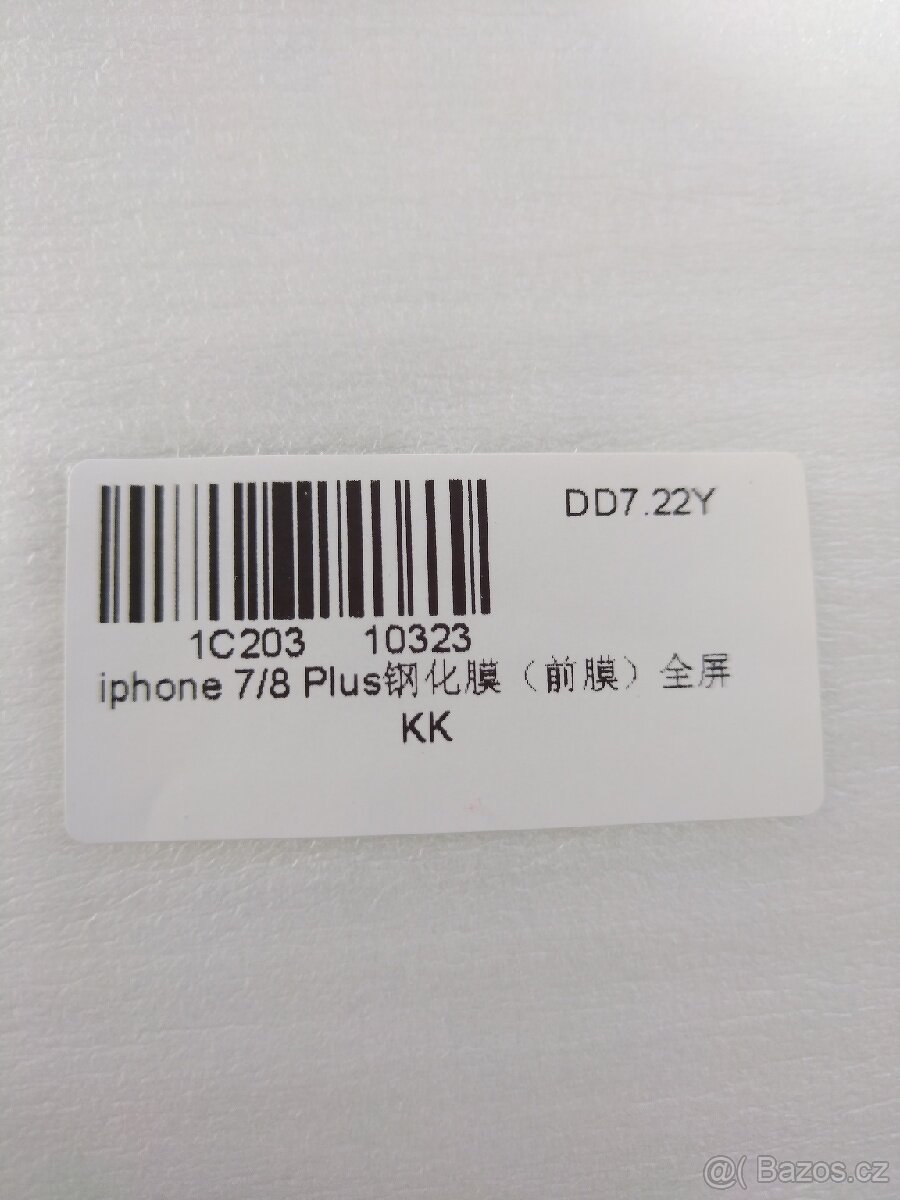 DD7.22Y
1C203 10323
iphone 7/8 Plus钢化膜（前膜）全屏
KK
@( Bazos.cz